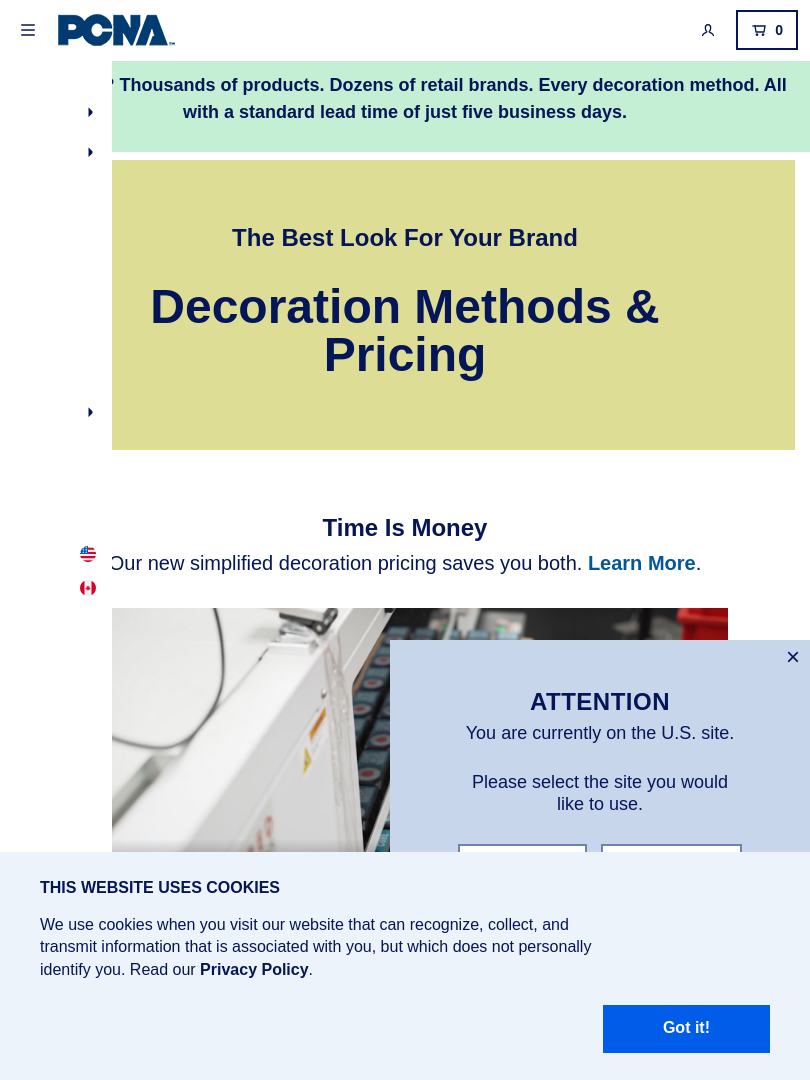 PCNA™
0
? Thousands of products. Dozens of retail brands. Every decoration method. All
with a standard lead time of just five business days.
The Best Look For Your Brand
Decoration Methods &
Pricing
Time Is Money
Our new simplified decoration pricing saves you both. Learn More.
ATTENTION
You are currently on the U.S. site.
Please select the site you would
like to use.
THIS WEBSITE USES COOKIES
We use cookies when you visit our website that can recognize, collect, and
transmit information that is associated with you, but which does not personally
identify you. Read our Privacy Policy.
Got it!